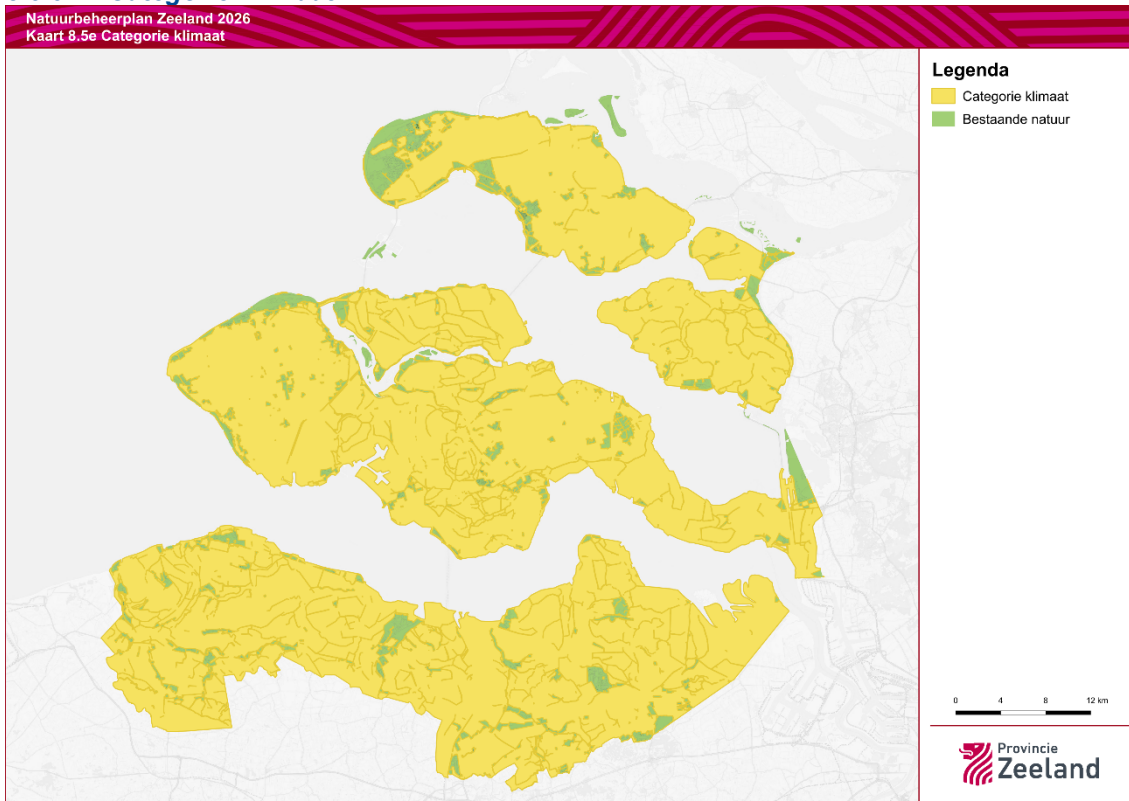 Natuurbeheerplan Zeeland 2026
Kaart 8.5e Categorie klimaat
Legenda
Categorie klimaat
Bestaande natuur
0 4 8 12 km
Provincie
Zeeland